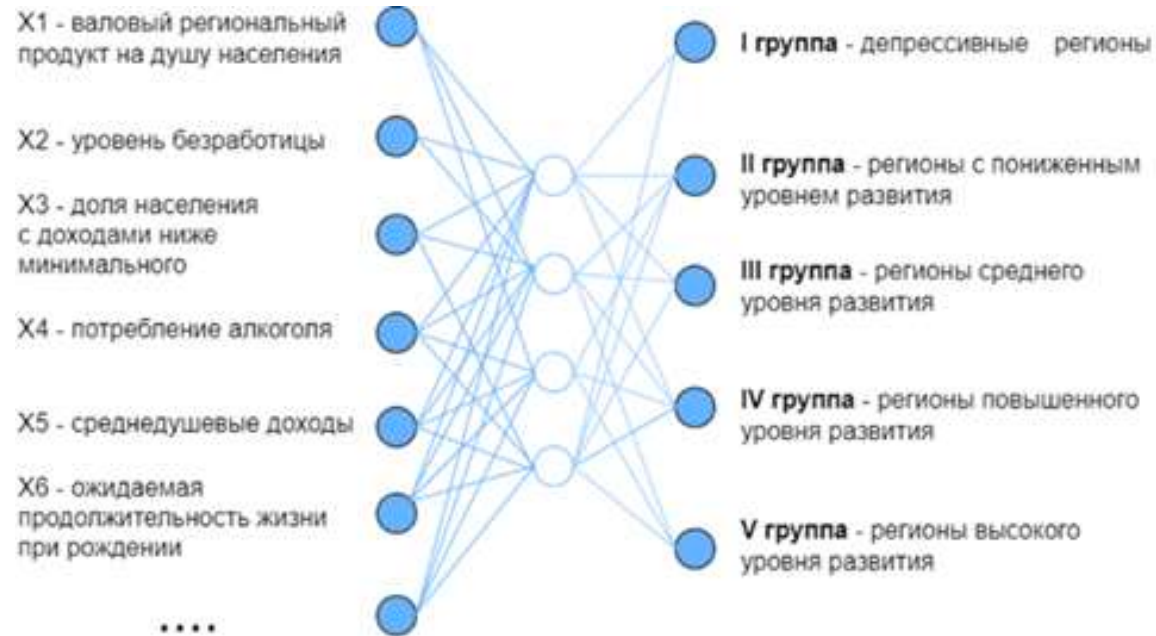 X1 - валовый региональный
продукт на душу населения
X2 - уровень безработицы
X3 - доля населения
с доходами ниже
минимального
X4 - потребление алкоголя
X5 - среднедушевые доходы
X6 - ожидаемая
продолжительность жизни
при рождении
....
I группа - депрессивные регионы
II группа - регионы с пониженным
уровнем развития
III группа - регионы среднего
уровня развития
IV группа - регионы повышенного
уровня развития
V группа - регионы высокого
уровня развития